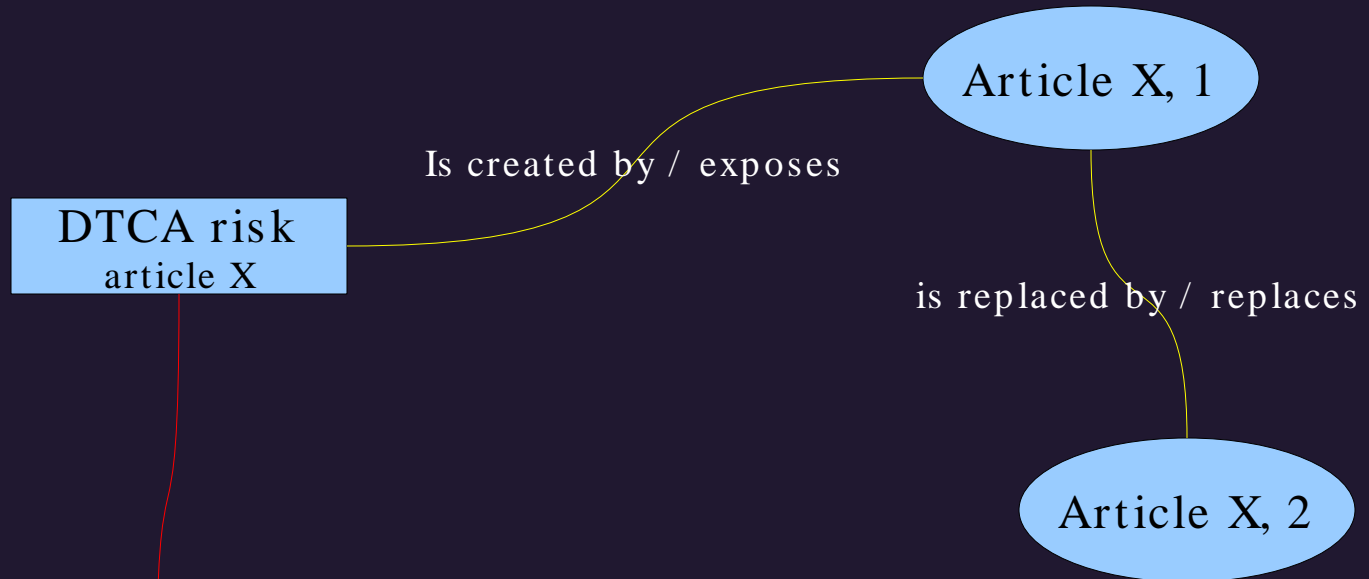 Article X, 1
Is created by / exposes
DTCA risk
article X
is replaced by / replaces
Article X, 2